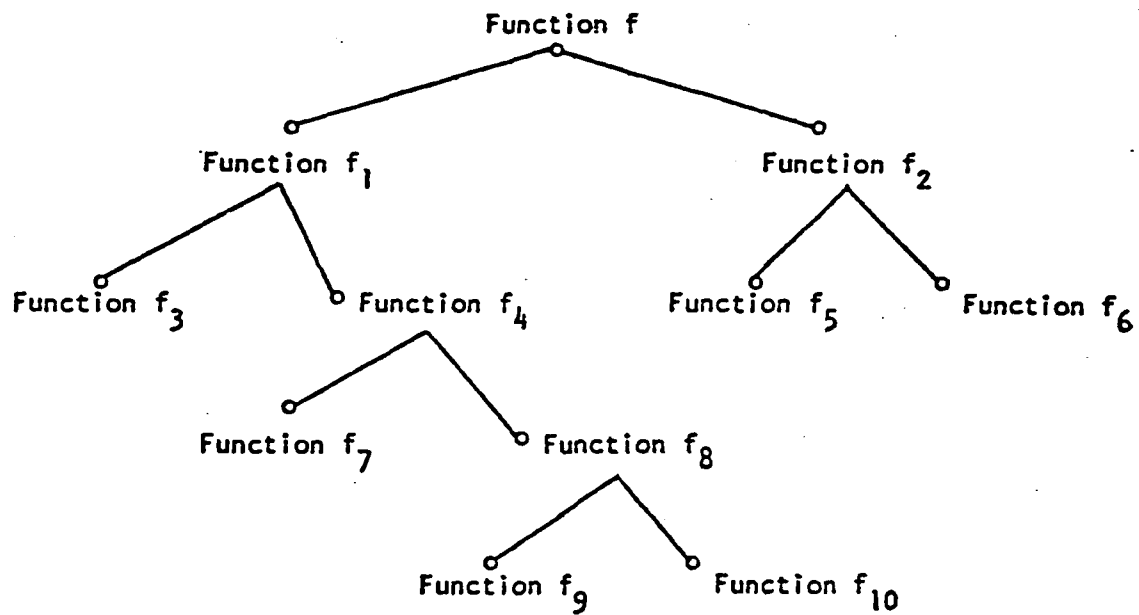 Function f
Function f₁
Function f₂
Function f₃
Function f₄
Function f₅
Function f₆
Function f₇
Function f₈
Function f₉
Function f₁₀